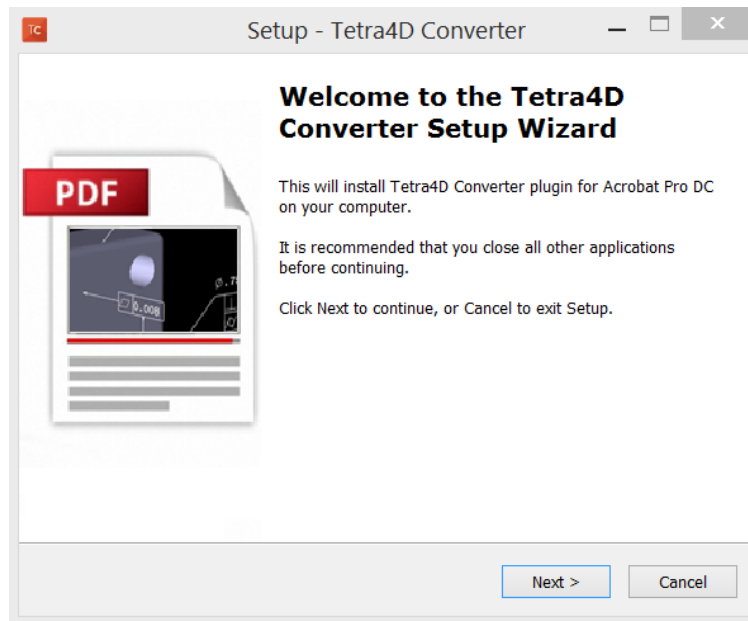 TC
Setup - Tetra4D Converter
Welcome to the Tetra4D
Converter Setup Wizard
This will install Tetra4D Converter plugin for Acrobat Pro DC
on your computer.
It is recommended that you close all other applications
before continuing.
Click Next to continue, or Cancel to exit Setup.
PDF
0.008
Next >
Cancel